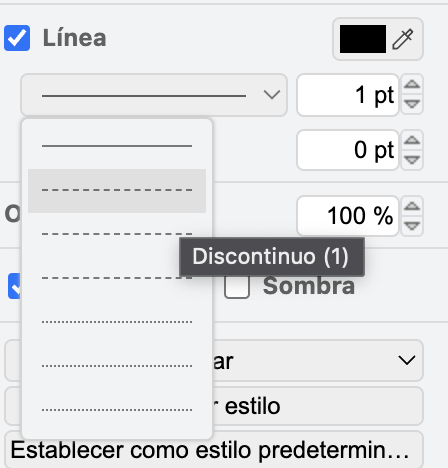 Línea
1 pt
0 pt
O
100 %
Discontinuo (1)
Sombra
ar
r estilo
Establecer como estilo predetermin...